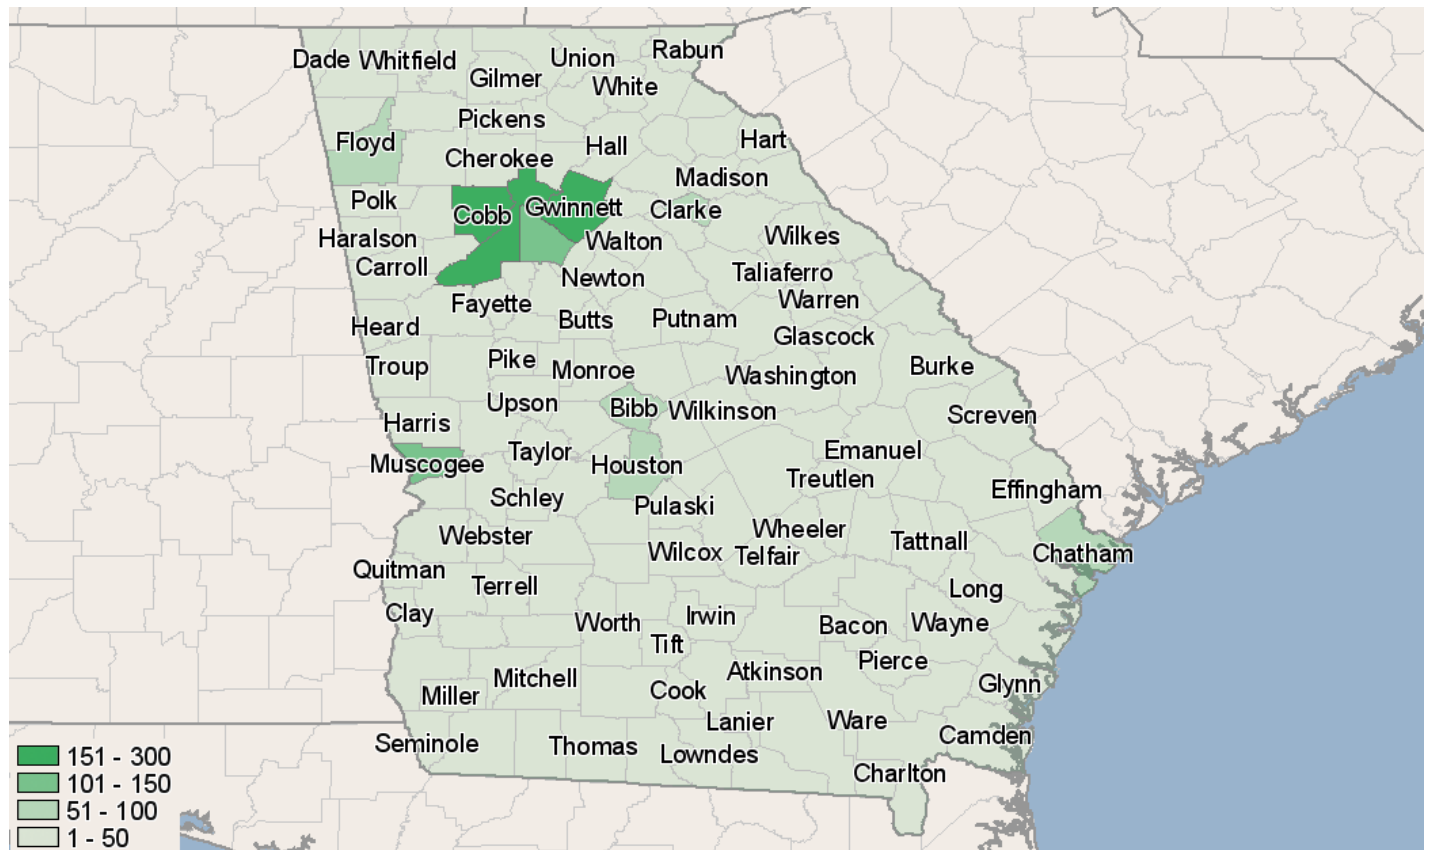 Rabun
Union
Dade Whitfield
Gilmer
White
Pickens
Hart
Floyd
Hall
Cherokee
Madison
Polk
Gwinnett
Clarke
Cobb
Haralson
Walton
Wilkes
Carroll
Taliaferro
Newton
Warren
Fayette
Butts
Putnam
Heard
Glascock
Pike
Troup
Monroe
Burke
Washington
Upson
Bibb
Wilkinson
Screven
Harris
Taylor
Emanuel
Muscogee
Houston
Treutlen
Effingham
Schley
Pulaski
Wheeler
Webster
Tattnall
Wilcox
Telfair
Chatham
Quitman
Terrell
Long
Clay
Irwin
Worth
Bacon
Wayne
Tift
Pierce
Atkinson
Mitchell
Glynn
Miller
Cook
Lanier
Ware
Camden
Seminole
Thomas
Lowndes
Charlton
151 - 300
101 - 150
51 - 100
1 - 50